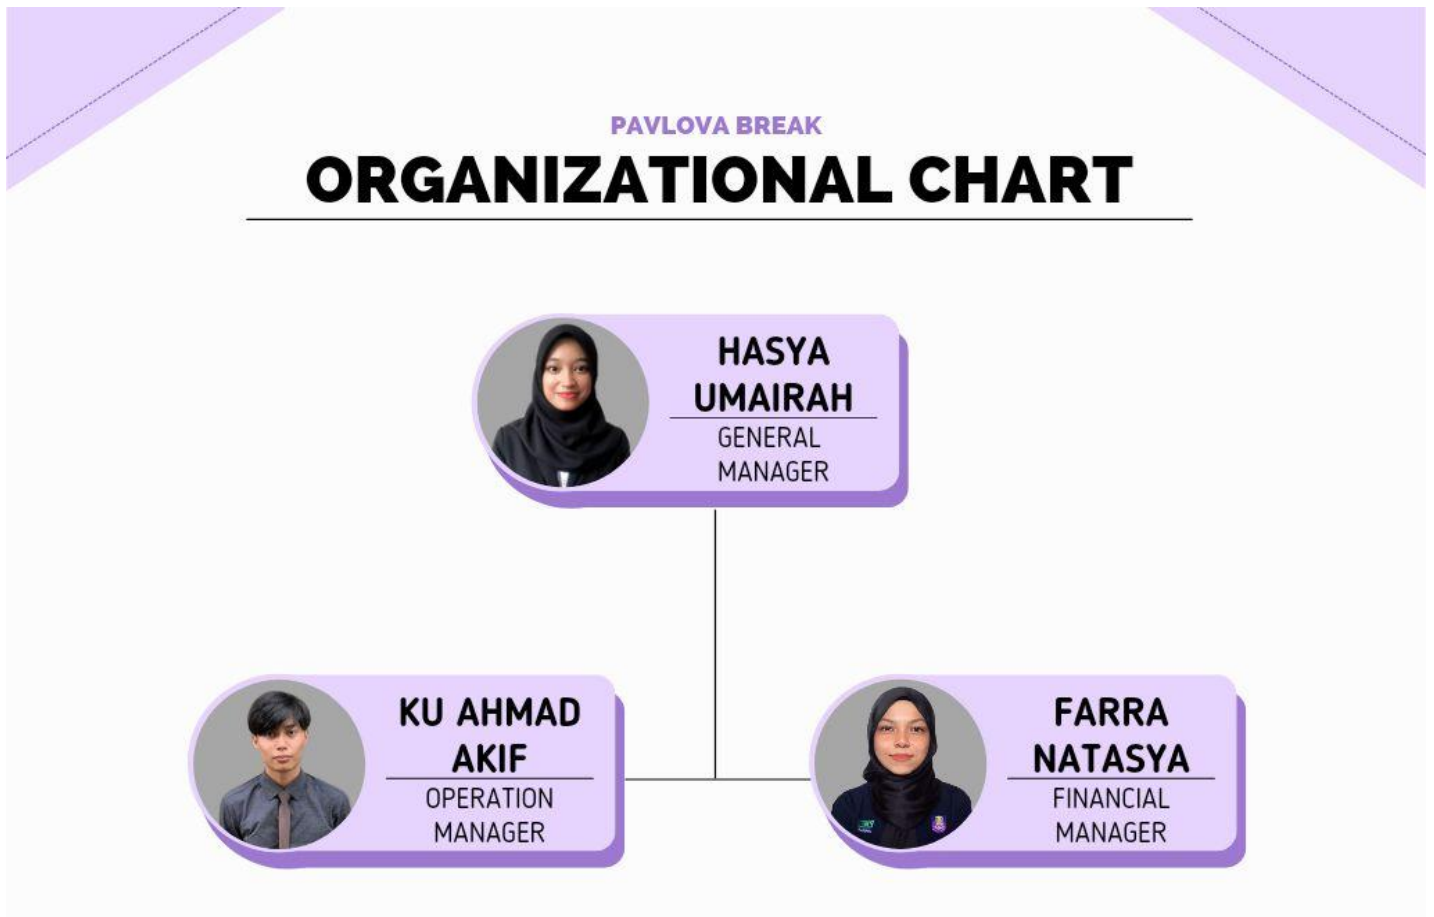 PAVLOVA BREAK
ORGANIZATIONAL CHART
HASYA
UMAIRAH
GENERAL
MANAGER
KU AHMAD
AKIF
OPERATION
MANAGER
FARRA
NATASYA
FINANCIAL
MANAGER